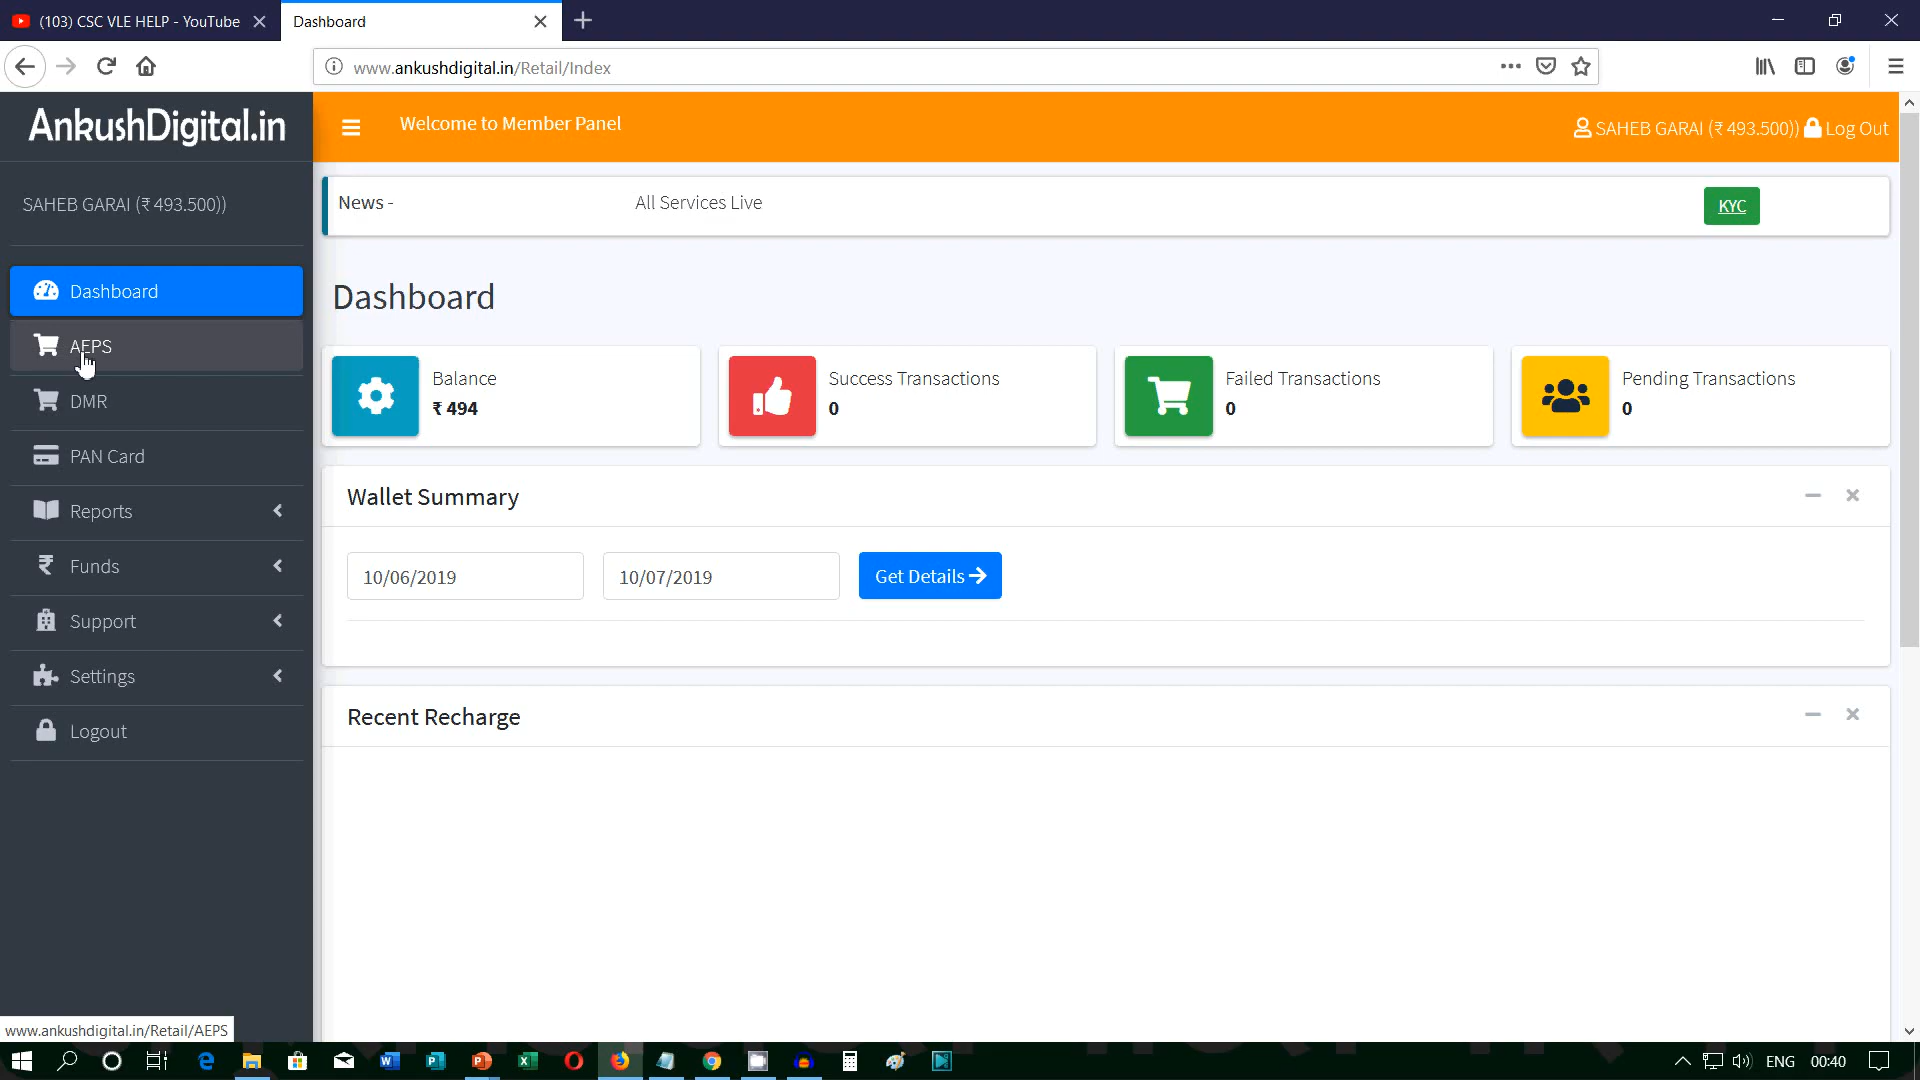 (103) CSC VLE HELP - YouTube
Dashboard
www.ankushdigital.in/Retail/Index
AnkushDigital.in
Welcome to Member Panel
SAHEB GARAI (₹ 493.500)) Log Out
SAHEB GARAI (₹ 493.500))
News -
All Services Live
KYC
Dashboard
AEPS
DMR
PAN Card
Reports
Funds
Support
Settings
Logout
Dashboard
Balance
₹ 494
Success Transactions
0
Failed Transactions
0
Pending Transactions
0
Wallet Summary
10/06/2019
10/07/2019
Get Details
Recent Recharge
www.ankushdigital.in/Retail/AEPS
ENG
00:40